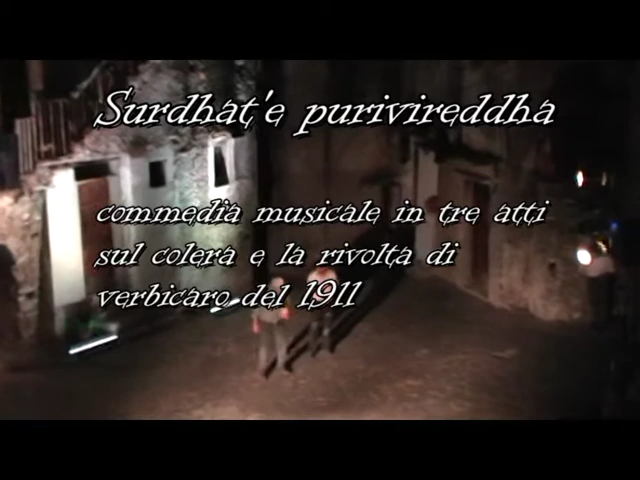 Surdhat'e purivireddha
commedia musicale in tre atti
sul colera e la rivolta di
verbicaro del 1911